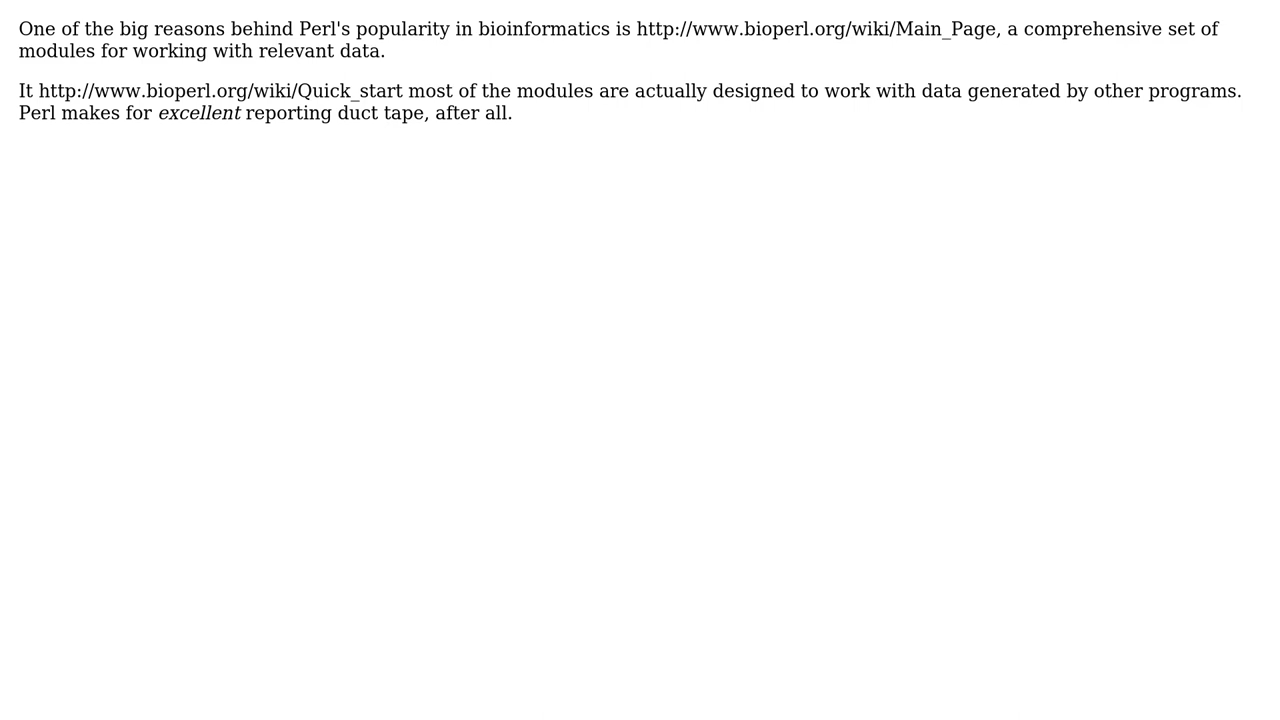 One of the big reasons behind Perl's popularity in bioinformatics is http://www.bioperl.org/wiki/Main_Page, a comprehensive set of
modules for working with relevant data.
It http://www.bioperl.org/wiki/Quick_start most of the modules are actually designed to work with data generated by other programs.
Perl makes for excellent reporting duct tape, after all.